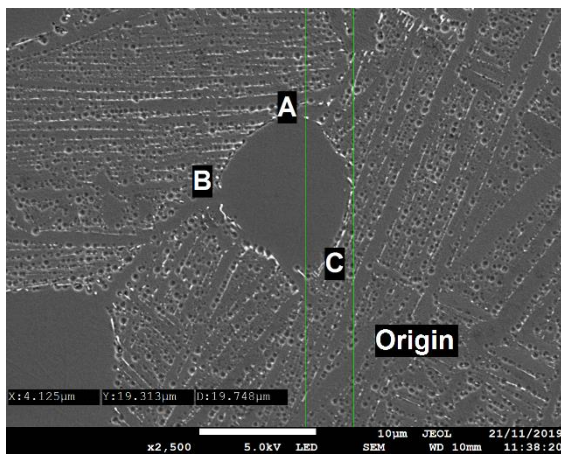 A
B
C
Origin
X:4.125µm Y:19.313µm D:19.748µm
10µm JEOL 21/11/2019
x2,500 5.0kV LED SEM WD 10mm 11:38:20